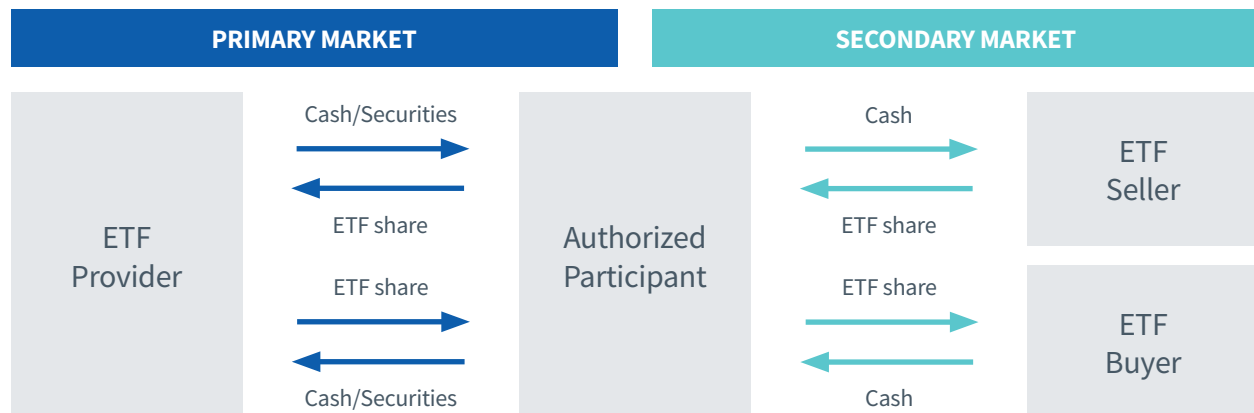 PRIMARY MARKET
SECONDARY MARKET
Cash/Securities
Cash
ETF
Seller
ETF share
ETF share
ETF
Provider
Authorized
Participant
ETF share
ETF share
ETF
Buyer
Cash/Securities
Cash